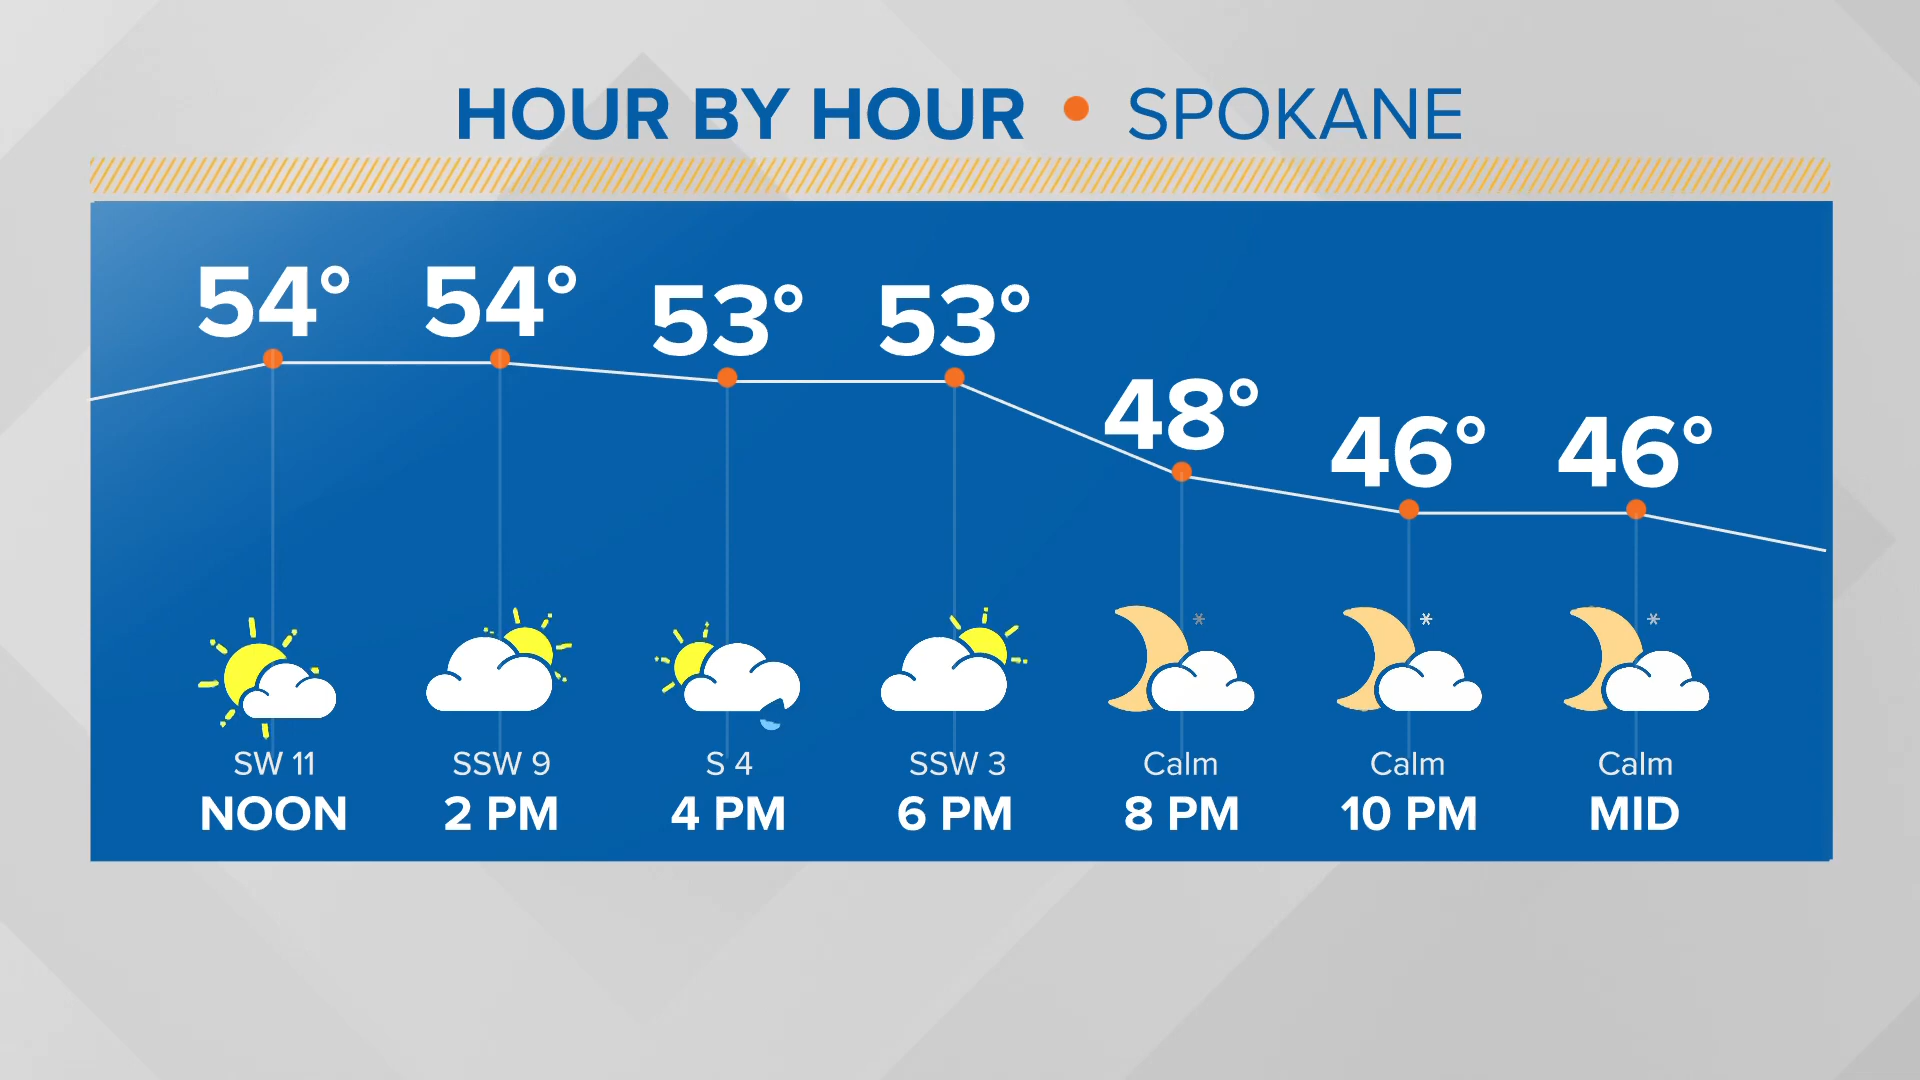 HOUR BY HOUR • SPOKANE
54° 54° 53° 53° 48° 46° 46°
SW 11 SSW 9 S 4 SSW 3 Calm Calm Calm
NOON 2 PM 4 PM 6 PM 8 PM 10 PM MID